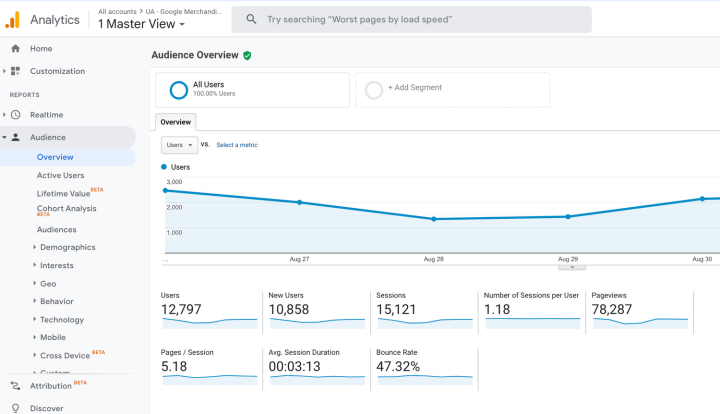 Analytics
All accounts > UA - Google Merchandi...
1 Master View
Try searching "Worst pages by load speed"
Home
Customization
REPORTS
Realtime
Audience
Overview
Active Users
Lifetime Value BETA
Cohort Analysis
BETA
Audiences
Demographics
Interests
Geo
Behavior
Technology
Mobile
Cross Device BETA
Custom
Attribution BETA
Discover
Audience Overview
All Users
100.00% Users
+ Add Segment
Overview
Users vs. Select a metric
Users
3,000
2,000
1,000
... Aug 27 Aug 28 Aug 29 Aug 30
Users
12,797
New Users
10,858
Sessions
15,121
Number of Sessions per User
1.18
Pageviews
78,287
Pages / Session
5.18
Avg. Session Duration
00:03:13
Bounce Rate
47.32%